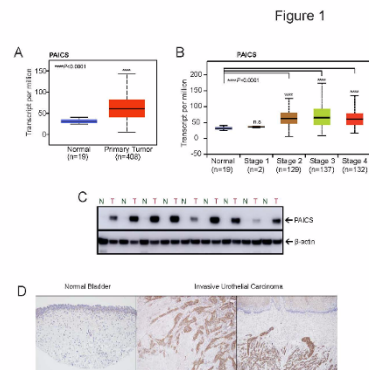 Figure 1
A
PAICS
****P<0.0001
Transcript per million
150
100
50
0
Normal
(n=19)
Primary Tumor
(n=408)
B
PAICS
****P<0.0001
Transcript per million
200
150
100
50
0
-50
n.s
****
****
****
Normal
(n=19)
Stage 1
(n=2)
Stage 2
(n=129)
Stage 3
(n=137)
Stage 4
(n=132)
C
N T N T N T N T N T N T N T N T N T
PAICS
β-actin
D
Normal Bladder
Invasive Urothelial Carcinoma